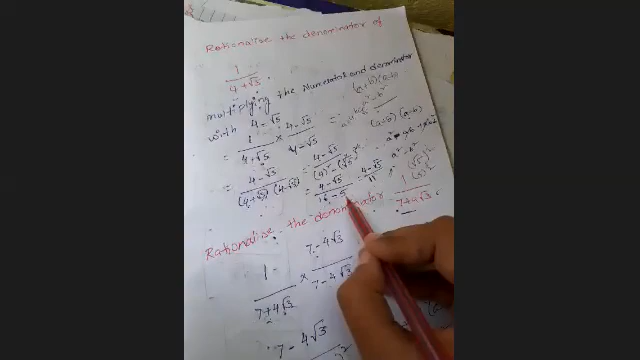 Rationalise the denominator of
1/(4+√5)
multiplying the Numerator and denominator
with 4-√5
(a+b)(a-b)
= 1/(4+√5) × (4-√5)/(4-√5)
(a+b) (a-b)
= (4-√5)/((4+√5) (4-√5)) = (4-√5)/((4)²-(√5)²)
a²-b²
= (4-√5)/(16-5) = (4-√5)/11
Rationalise the denominator 1/(7+4√3)
1/(7+4√3) × (7-4√3)/(7-4√3)
7-4√3